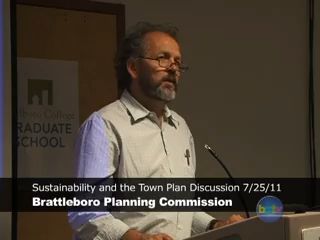 GRADUATE
SCHOOL
Sustainability and the Town Plan Discussion 7/25/11
Brattleboro Planning Commission